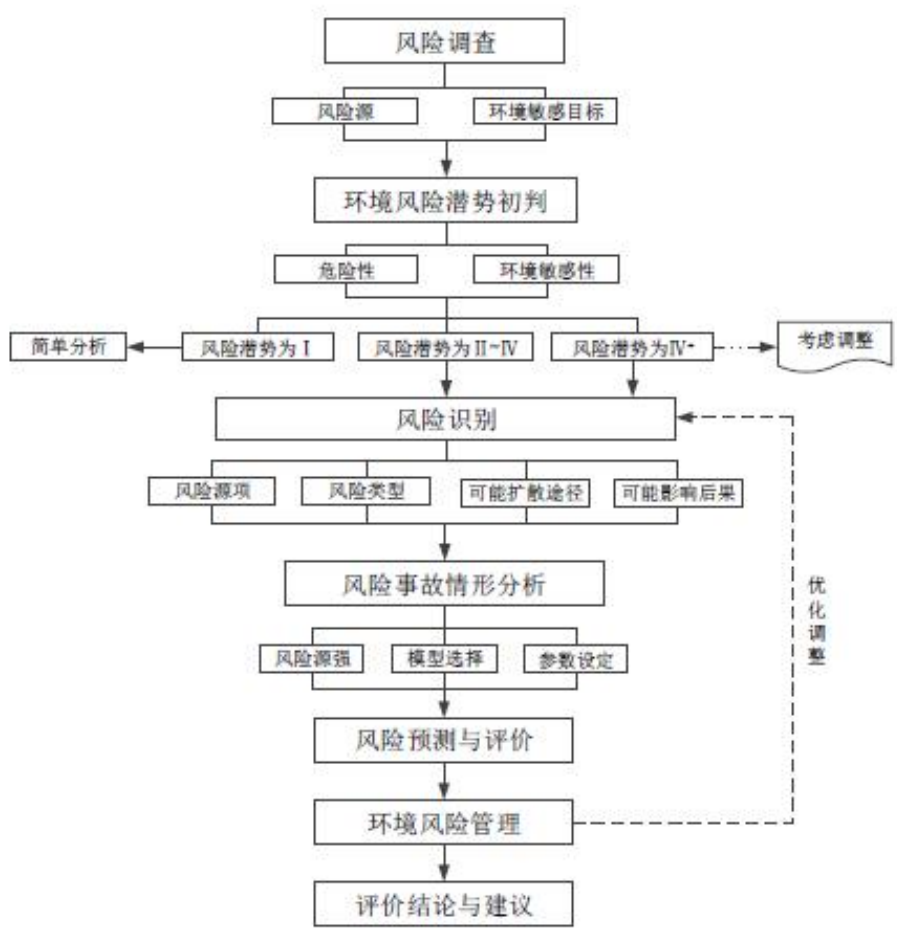 风险调查
风险源
环境敏感目标
环境风险潜势初判
危险性
环境敏感性
简单分析
风险潜势为Ⅰ
风险潜势为Ⅱ~Ⅳ
风险潜势为Ⅳ+
考虑调整
风险识别
风险源项
风险类型
可能扩散途径
可能影响后果
风险事故情形分析
优化调整
风险源强
模型选择
参数设定
风险预测与评价
环境风险管理
评价结论与建议